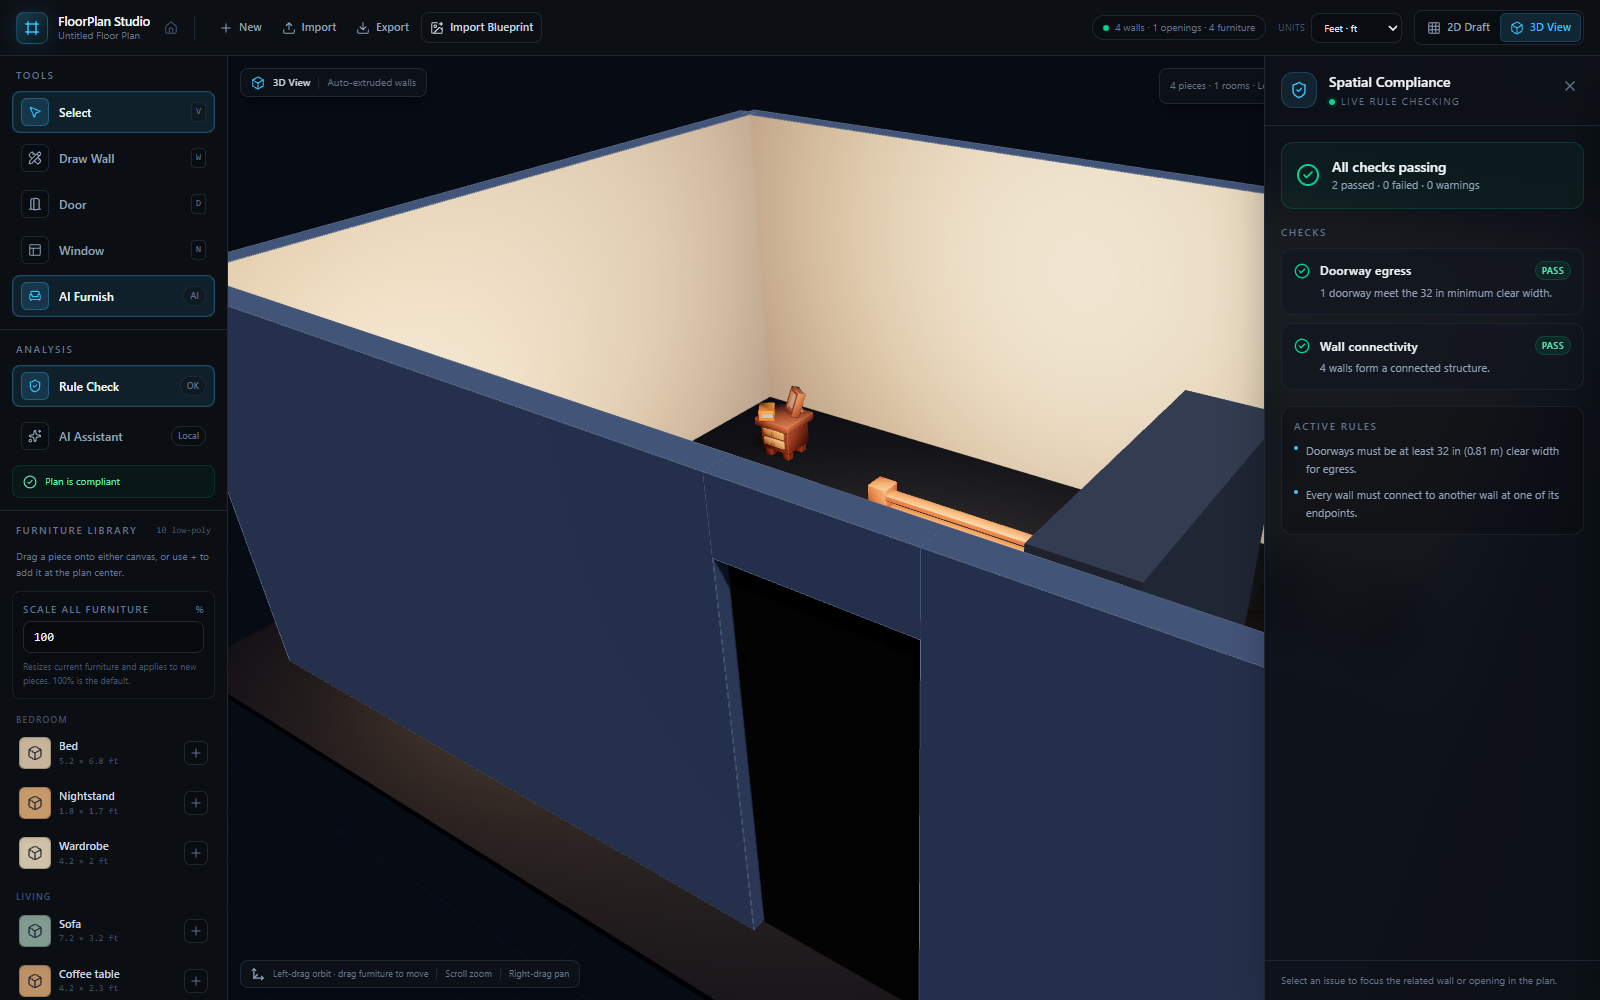 FloorPlan Studio
Untitled Floor Plan
New
Import
Export
Import Blueprint
4 walls · 1 openings · 4 furniture
UNITS
Feet · ft
2D Draft
3D View
TOOLS
Select
V
Draw Wall
W
Door
D
Window
N
AI Furnish
AI
ANALYSIS
Rule Check
OK
AI Assistant
Local
Plan is compliant
FURNITURE LIBRARY
10 low-poly
Drag a piece onto either canvas, or use + to
add it at the plan center.
SCALE ALL FURNITURE
%
100
Resizes current furniture and applies to new
pieces. 100% is the default.
BEDROOM
Bed
5.2 × 6.8 ft
Nightstand
1.8 × 1.7 ft
Wardrobe
4.2 × 2 ft
LIVING
Sofa
7.2 × 3.2 ft
Coffee table
4.2 × 2.3 ft
3D View
Auto-extruded walls
4 pieces · 1 rooms ·
Left-drag orbit · drag furniture to move
Scroll zoom
Right-drag pan
Spatial Compliance
LIVE RULE CHECKING
All checks passing
2 passed · 0 failed · 0 warnings
CHECKS
Doorway egress
PASS
1 doorway meet the 32 in minimum clear width.
Wall connectivity
PASS
4 walls form a connected structure.
ACTIVE RULES
• Doorways must be at least 32 in (0.81 m) clear width
for egress.
• Every wall must connect to another wall at one of its
endpoints.
Select an issue to focus the related wall or opening in the plan.